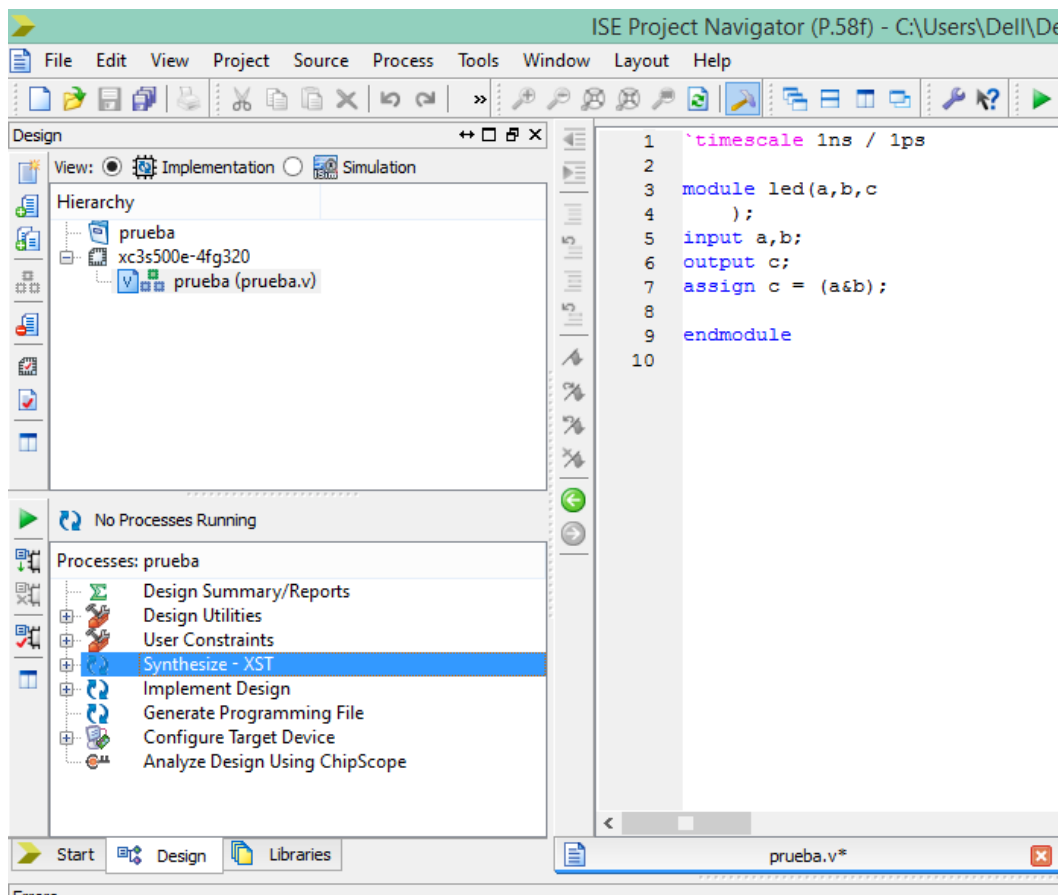 ISE Project Navigator (P.58f) - C:\Users\Dell\De
File Edit View Project Source Process Tools Window Layout Help
»
Design
View: Implementation Simulation
Hierarchy
prueba
xc3s500e-4fg320
prueba (prueba.v)
No Processes Running
Processes: prueba
Design Summary/Reports
Design Utilities
User Constraints
Synthesize - XST
Implement Design
Generate Programming File
Configure Target Device
Analyze Design Using ChipScope
Start Design Libraries
1 `timescale 1ns / 1ps
2
3 module led(a,b,c
4 );
5 input a,b;
6 output c;
7 assign c = (a&b);
8
9 endmodule
10
prueba.v*